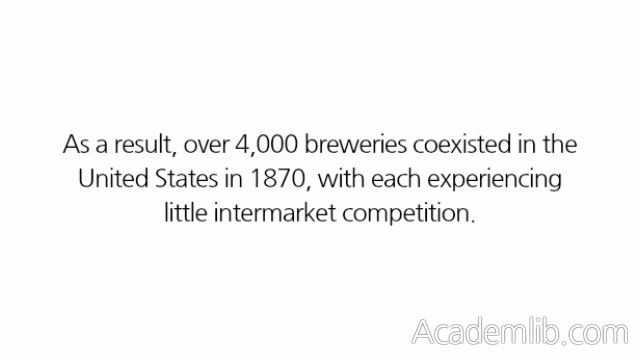 As a result, over 4,000 breweries coexisted in the
United States in 1870, with each experiencing
little intermarket competition.
Academlib.com